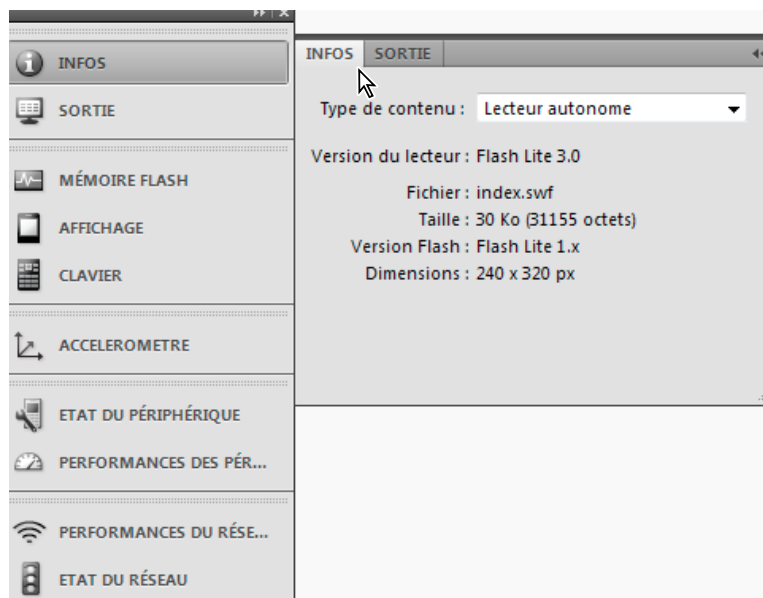 INFOS
SORTIE
MÉMOIRE FLASH
AFFICHAGE
CLAVIER
ACCELEROMETRE
ETAT DU PÉRIPHÉRIQUE
PERFORMANCES DES PÉR...
PERFORMANCES DU RÉSE...
ETAT DU RÉSEAU
INFOS SORTIE
Type de contenu : Lecteur autonome
Version du lecteur : Flash Lite 3.0
Fichier : index.swf
Taille : 30 Ko (31155 octets)
Version Flash : Flash Lite 1.x
Dimensions : 240 x 320 px